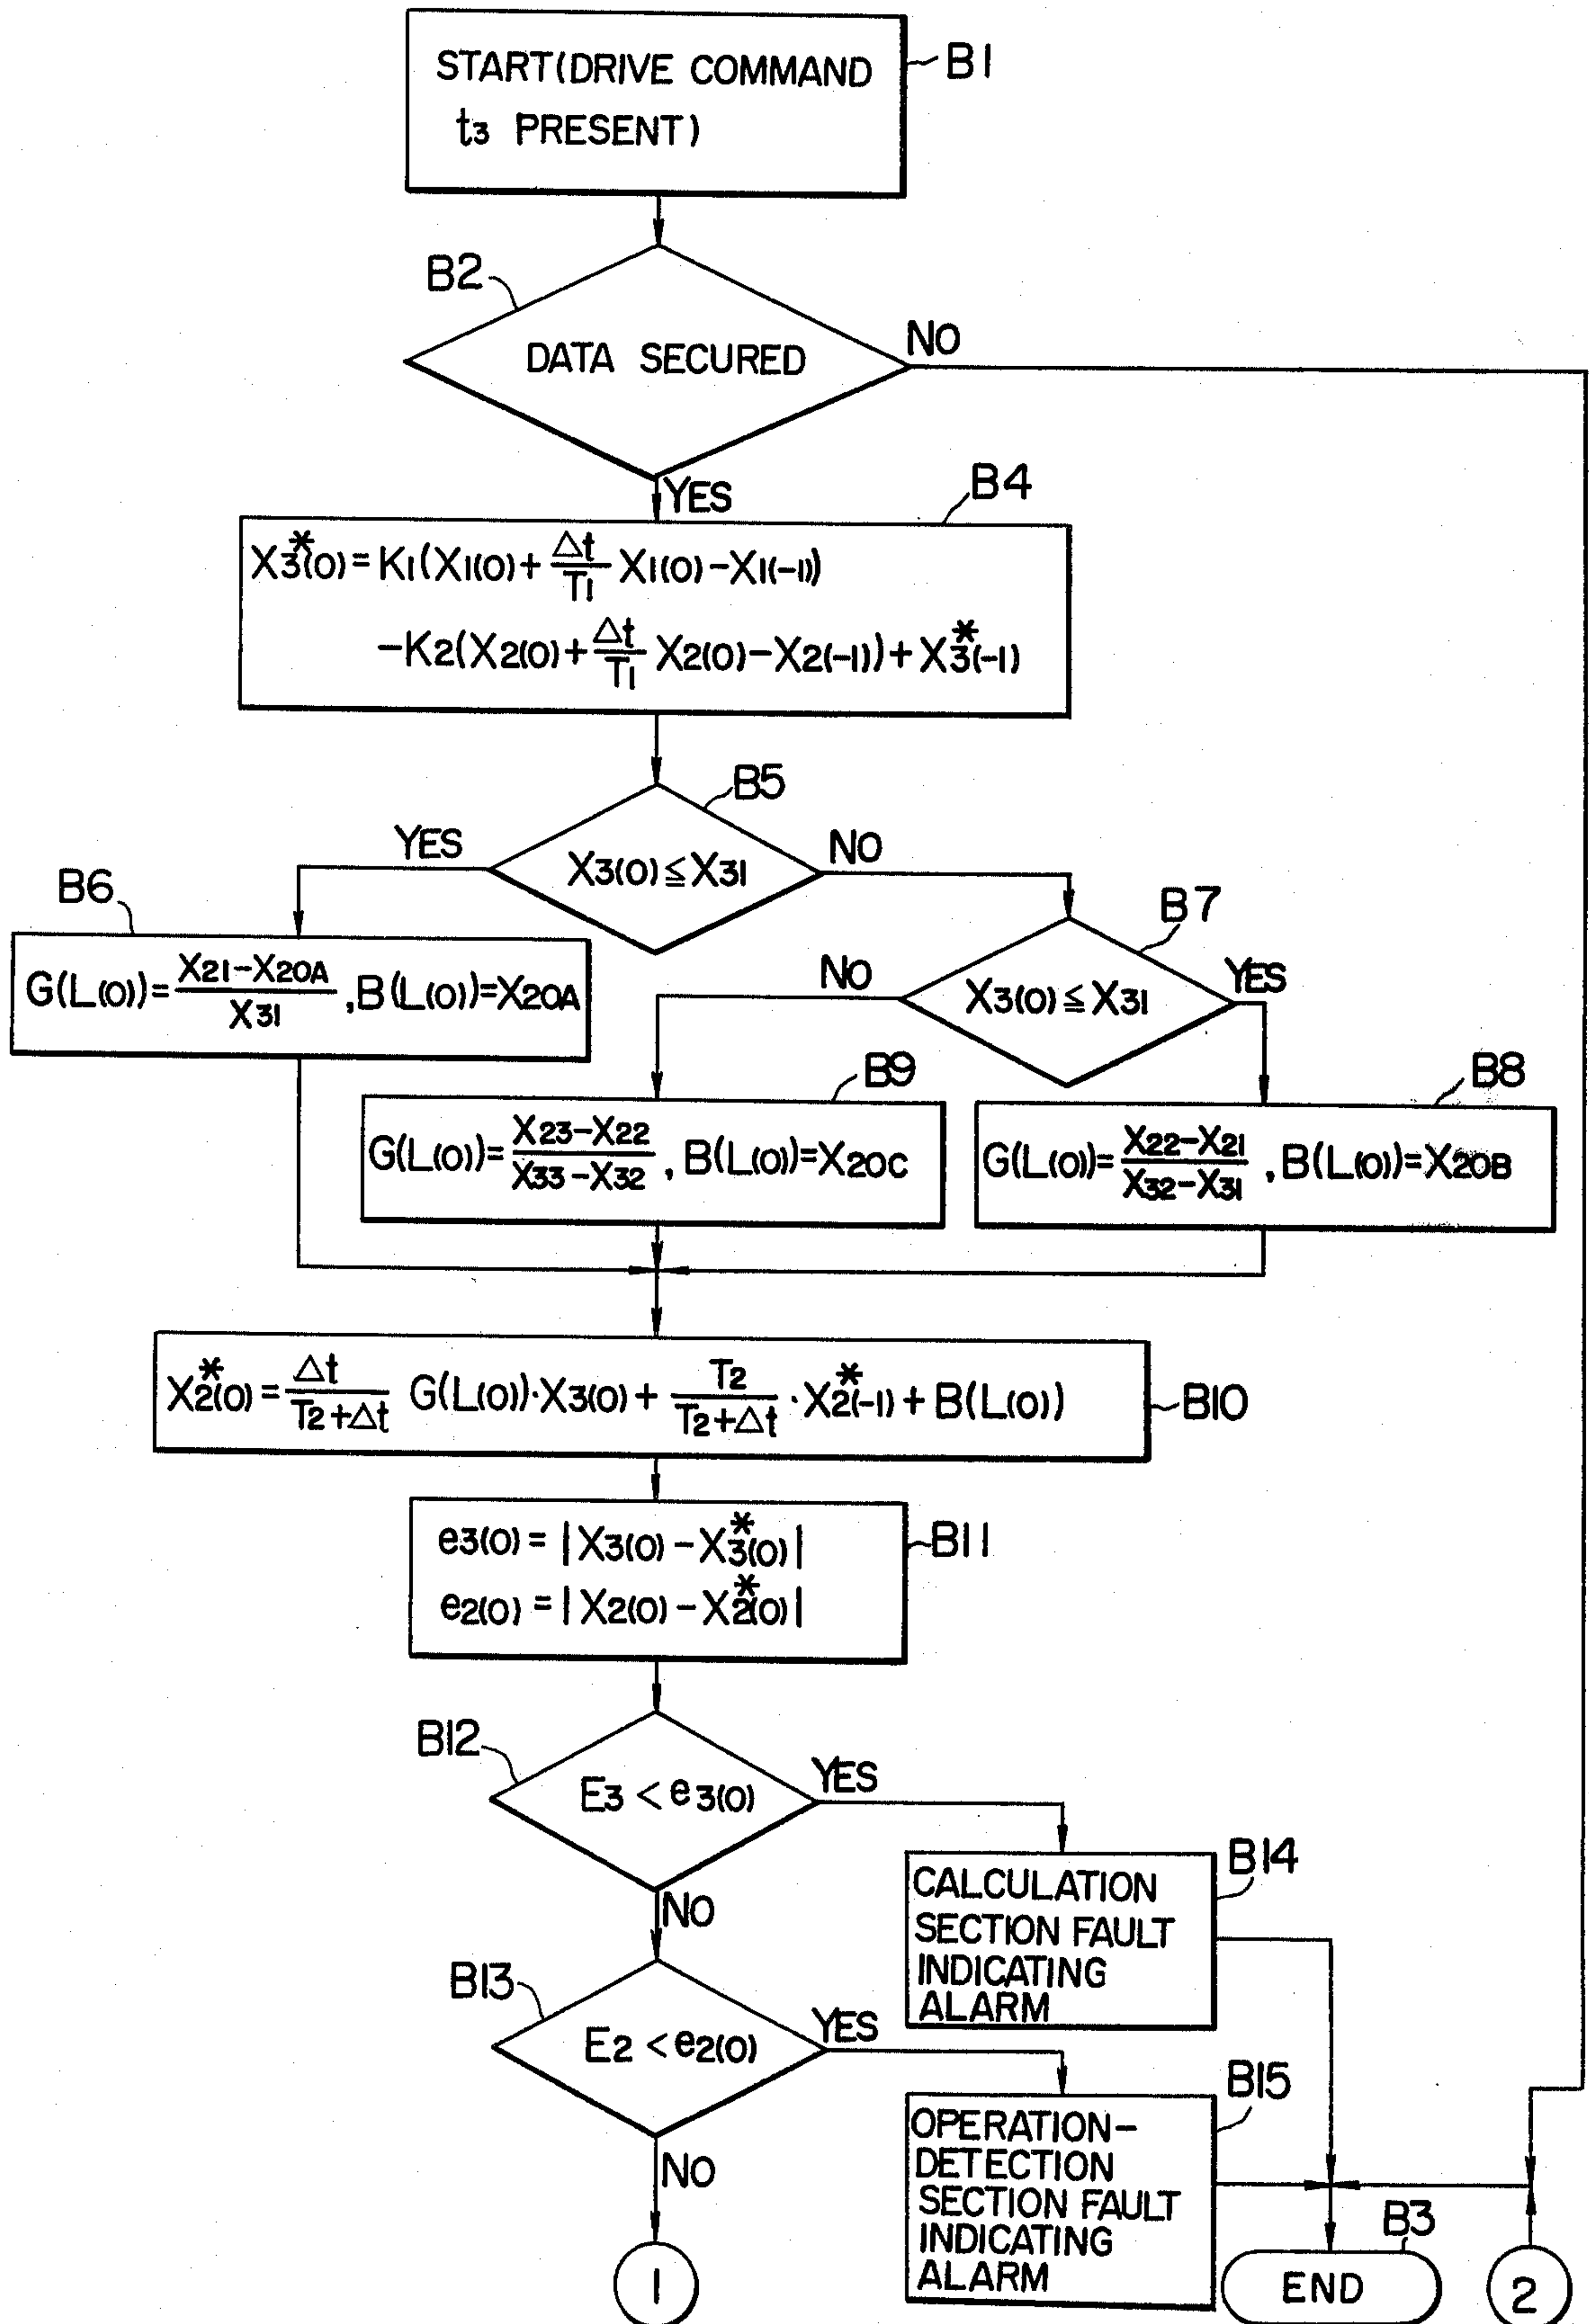 START(DRIVE COMMAND
t3 PRESENT)
B1
B2
DATA SECURED
NO
YES
B4
X3*(0)=K1(X1(0)+Δt/T1 X1(0)-X1(-1))
-K2(X2(0)+Δt/T1 X2(0)-X2(-1))+X3*(-1)
B5
YES
X3(0)≦X31
NO
B6
G(L(0))=X21-X20A/X31, B(L(0))=X20A
B7
NO
X3(0)≦X31
YES
B9
G(L(0))=X23-X22/X33-X32, B(L(0))=X20C
B8
G(L(0))=X22-X21/X32-X31, B(L(0))=X20B
X2*(0)=Δt/T2+Δt G(L(0))·X3(0)+T2/T2+Δt·X2*(-1)+B(L(0))
B10
e3(0)=|X3(0)-X3*(0)|
e2(0)=|X2(0)-X2*(0)|
B11
B12
E3<e3(0)
YES
NO
B14
CALCULATION
SECTION FAULT
INDICATING
ALARM
B13
E2<e2(0)
YES
NO
B15
OPERATION-
DETECTION
SECTION FAULT
INDICATING
ALARM
B3
1
END
2